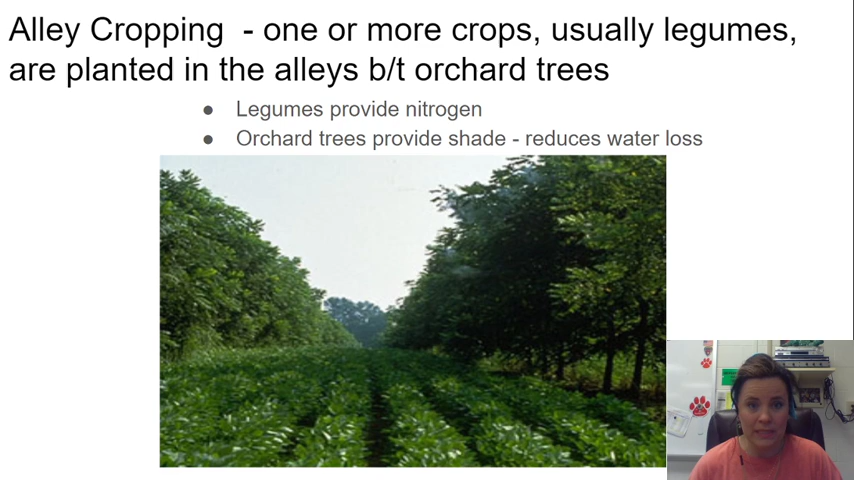 Alley Cropping - one or more crops, usually legumes,
are planted in the alleys b/t orchard trees
● Legumes provide nitrogen
● Orchard trees provide shade - reduces water loss